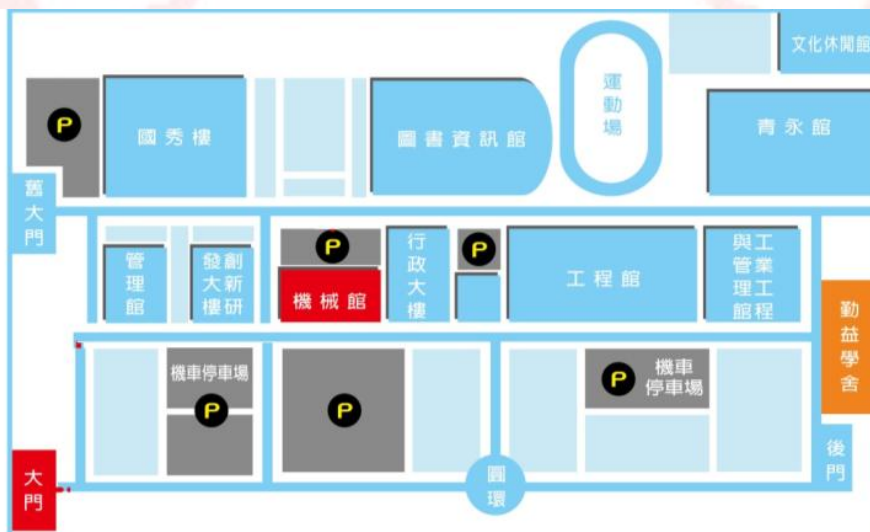 文化休閒館
運動場
P
國秀樓
圖書資訊館
青永館
舊大門
P
行政大樓
P
管理館
創新研
發大樓
機械館
工程館
工業工程
與管理館
勤益學舍
機車停車場
P
P
機車
停車場
P
後門
大門
圓環